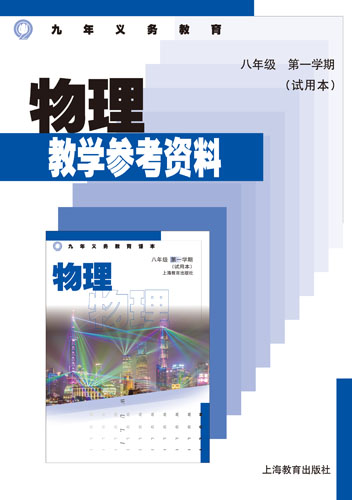 九年义务教育
八年级 第一学期
（试用本）
物理
教学参考资料
九年义务教育课本
八年级 第一学期
（试用本）
上海教育出版社
物理
物理
上海教育出版社